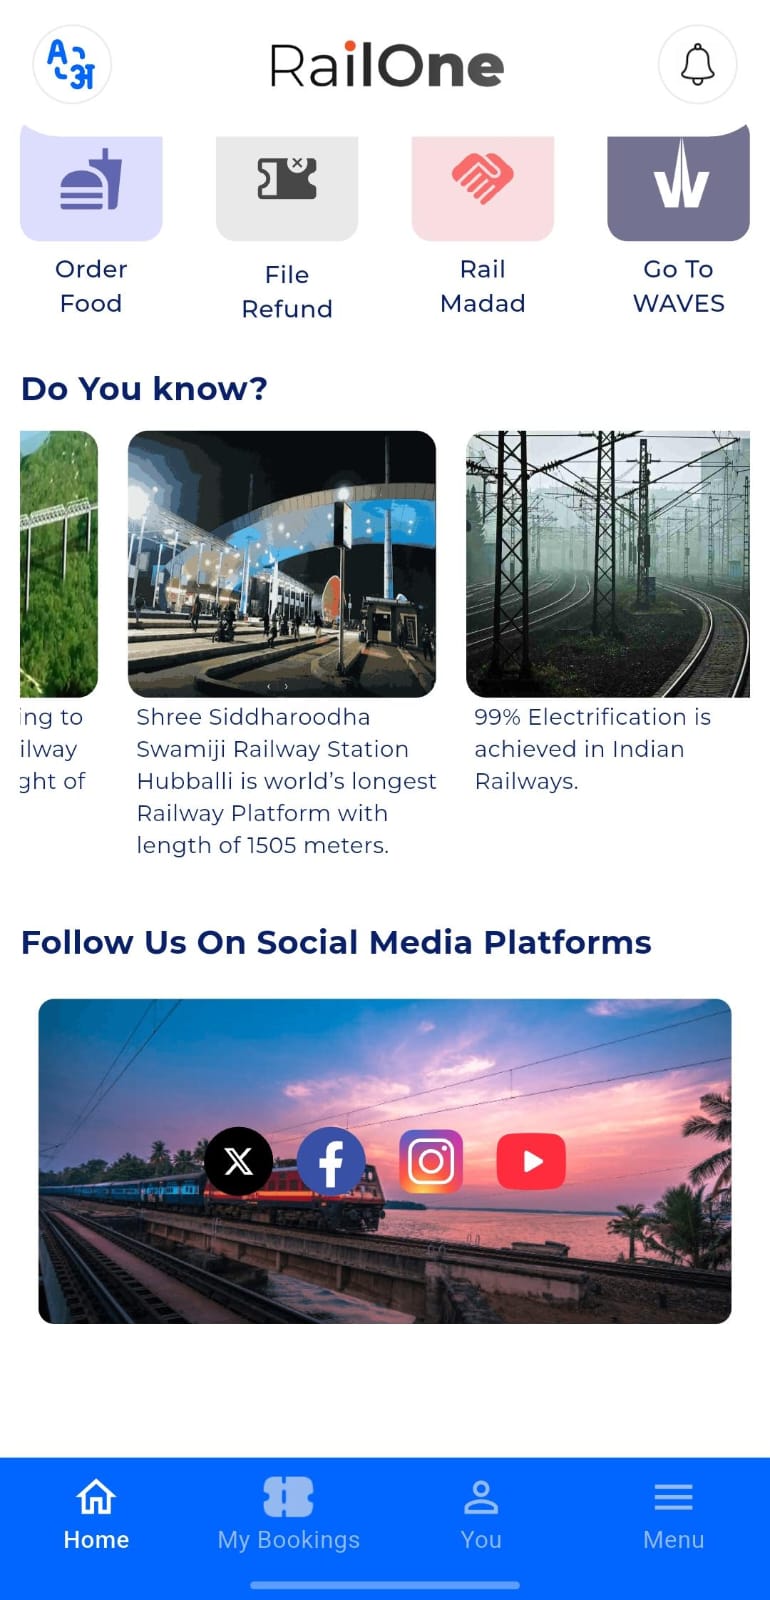 A अ
RailOne
Order
Food
File
Refund
Rail
Madad
Go To
WAVES
Do You know?
ing to
ilway
ght of
Shree Siddharoodha
Swamiji Railway Station
Hubballi is world’s longest
Railway Platform with
length of 1505 meters.
99% Electrification is
achieved in Indian
Railways.
Follow Us On Social Media Platforms
Home
My Bookings
You
Menu